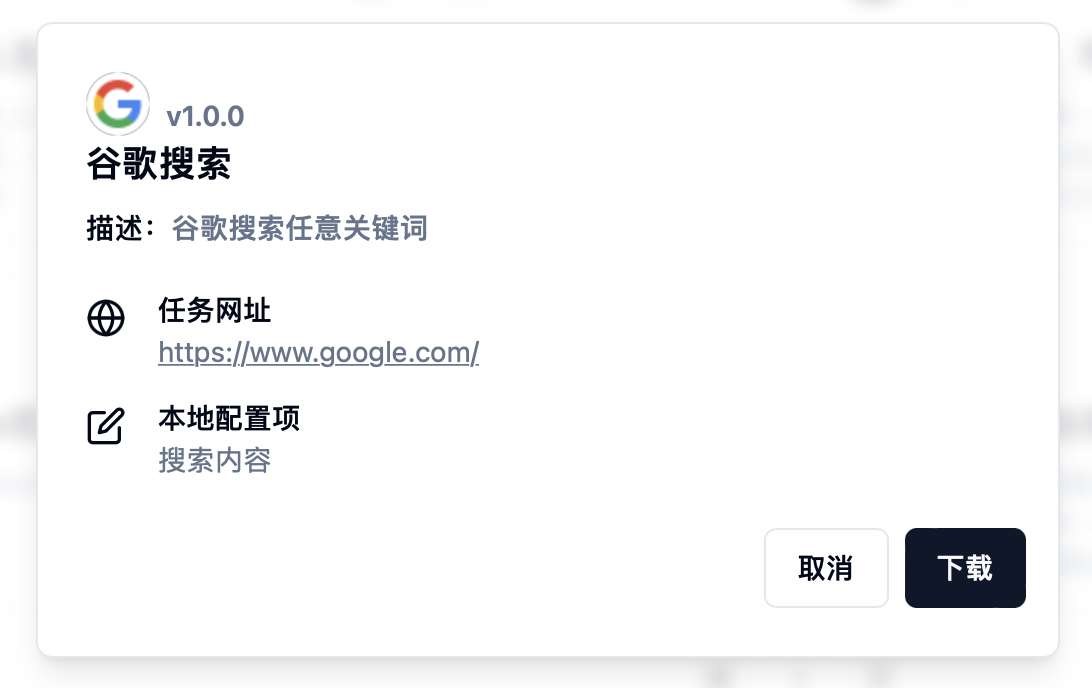 v1.0.0
谷歌搜索
描述：谷歌搜索任意关键词
任务网址
https://www.google.com/
本地配置项
搜索内容
取消
下载